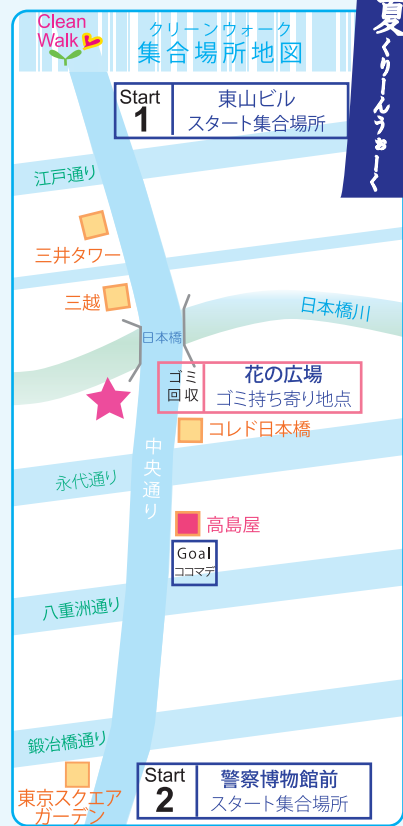 Clean
Walk
クリーンウォーク
集合場所地図
夏くりーんうぉーく
Start
1
東山ビル
スタート集合場所
江戸通り
三井タワー
三越
日本橋川
日本橋
ゴミ
回収
花の広場
ゴミ持ち寄り地点
コレド日本橋
中央通り
永代通り
高島屋
Goal
ココマデ
八重洲通り
鍛冶橋通り
東京スクエア
ガーデン
Start
2
警察博物館前
スタート集合場所